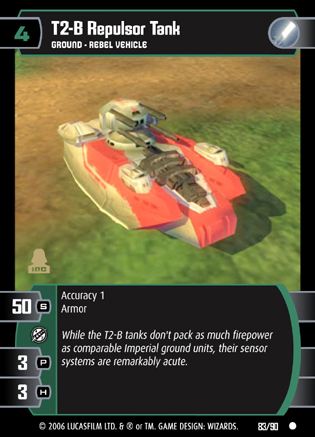 4
T2-B Repulsor Tank
GROUND • REBEL VEHICLE
IDC
50 S
Accuracy 1
Armor
3 P
3 H
While the T2-B tanks don't pack as much firepower
as comparable Imperial ground units, their sensor
systems are remarkably acute.
© 2006 LUCASFILM LTD. & ® or TM. GAME DESIGN: WIZARDS.
83/90